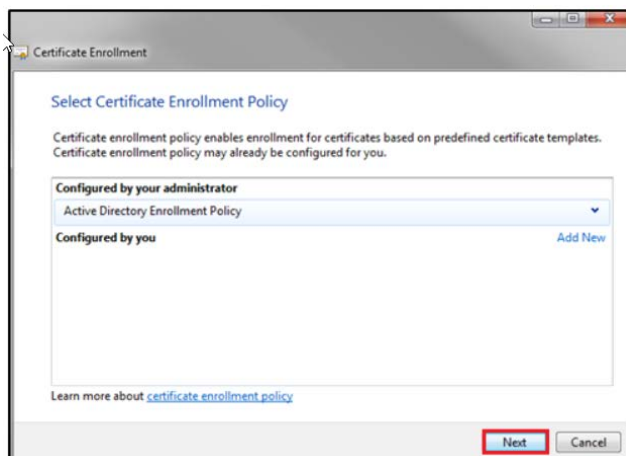 Certificate Enrollment
Select Certificate Enrollment Policy
Certificate enrollment policy enables enrollment for certificates based on predefined certificate templates.
Certificate enrollment policy may already be configured for you.
Configured by your administrator
Active Directory Enrollment Policy
Configured by you Add New
Learn more about certificate enrollment policy
Next Cancel